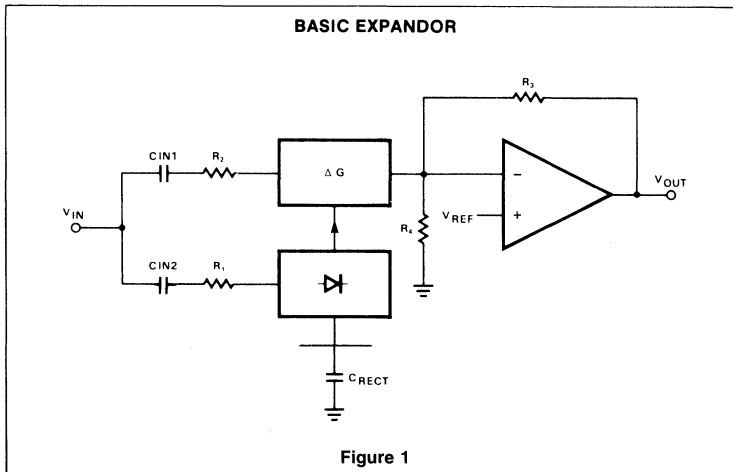 BASIC EXPANDOR
R3
CIN1
R2
ΔG
VOUT
VIN
VREF
R4
CIN2
R1
CRECT
Figure 1